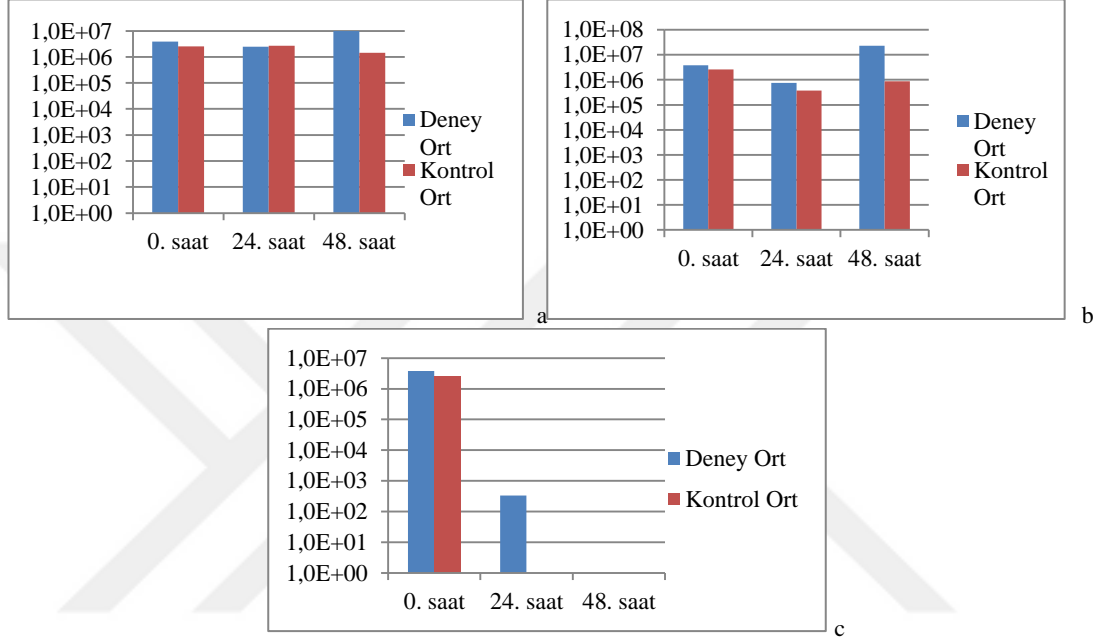 1,0E+07
1,0E+06
1,0E+05
1,0E+04
1,0E+03
1,0E+02
1,0E+01
1,0E+00
0. saat 24. saat 48. saat
Deney
Ort
Kontrol
Ort
a
1,0E+08
1,0E+07
1,0E+06
1,0E+05
1,0E+04
1,0E+03
1,0E+02
1,0E+01
1,0E+00
0. saat 24. saat 48. saat
Deney
Ort
Kontrol
Ort
b
1,0E+07
1,0E+06
1,0E+05
1,0E+04
1,0E+03
1,0E+02
1,0E+01
1,0E+00
0. saat 24. saat 48. saat
Deney Ort
Kontrol Ort
c